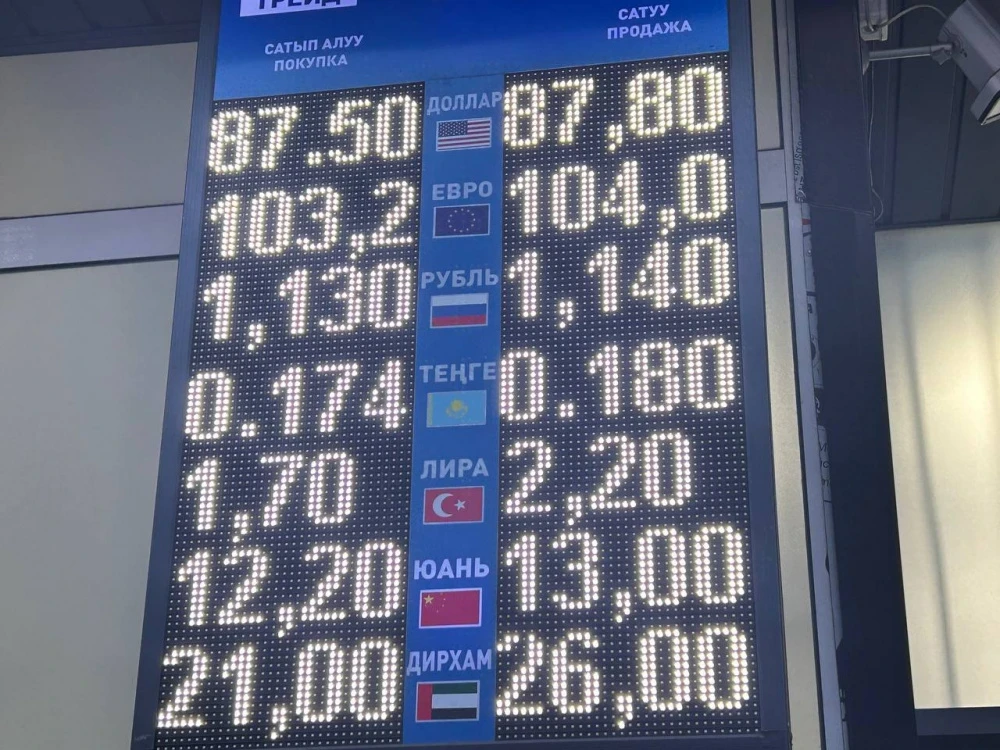 ТРЕЙД
САТЫП АЛУУ
ПОКУПКА
САТУУ
ПРОДАЖА
87.50 ДОЛЛАР 87,80
103,2 ЕВРО 104,0
1,130 РУБЛЬ 1,140
0.174 ТЕҢГЕ 0.180
1,70 ЛИРА 2,20
12,20 ЮАНЬ 13,00
21,00 ДИРХАМ 26,00